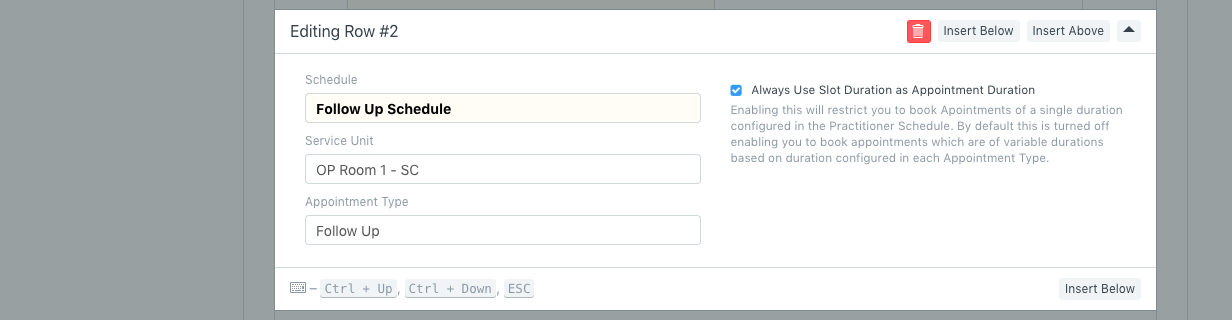 Editing Row #2
Insert Below
Insert Above
Schedule
Follow Up Schedule
Service Unit
OP Room 1 - SC
Appointment Type
Follow Up
Always Use Slot Duration as Appointment Duration
Enabling this will restrict you to book Apointments of a single duration
configured in the Practitioner Schedule. By default this is turned off
enabling you to book appointments which are of variable durations
based on duration configured in each Appointment Type.
– Ctrl + Up, Ctrl + Down, ESC
Insert Below